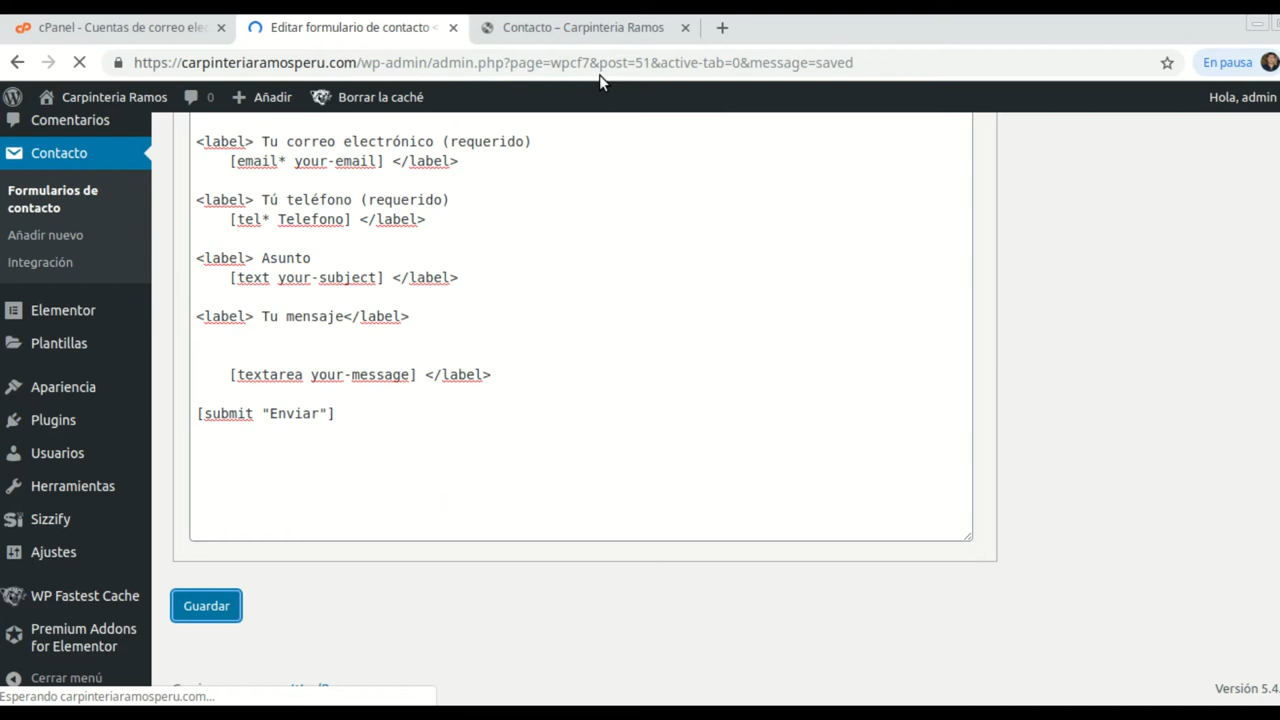 cPanel - Cuentas de correo elec
Editar formulario de contacto <
Contacto – Carpinteria Ramos
https://carpinteriaramosperu.com/wp-admin/admin.php?page=wpcf7&post=51&active-tab=0&message=saved
En pausa
Carpinteria Ramos
0
Añadir
Borrar la caché
Hola, admin
Comentarios
Contacto
Formularios de
contacto
Añadir nuevo
Integración
Elementor
Plantillas
Apariencia
Plugins
Usuarios
Herramientas
Sizzify
Ajustes
WP Fastest Cache
Premium Addons
for Elementor
Cerrar menú
<label> Tu correo electrónico (requerido)
[email* your-email] </label>
<label> Tú teléfono (requerido)
[tel* Telefono] </label>
<label> Asunto
[text your-subject] </label>
<label> Tu mensaje</label>
[textarea your-message] </label>
[submit "Enviar"]
Guardar
Esperando carpinteriaramosperu.com...
Versión 5.4.